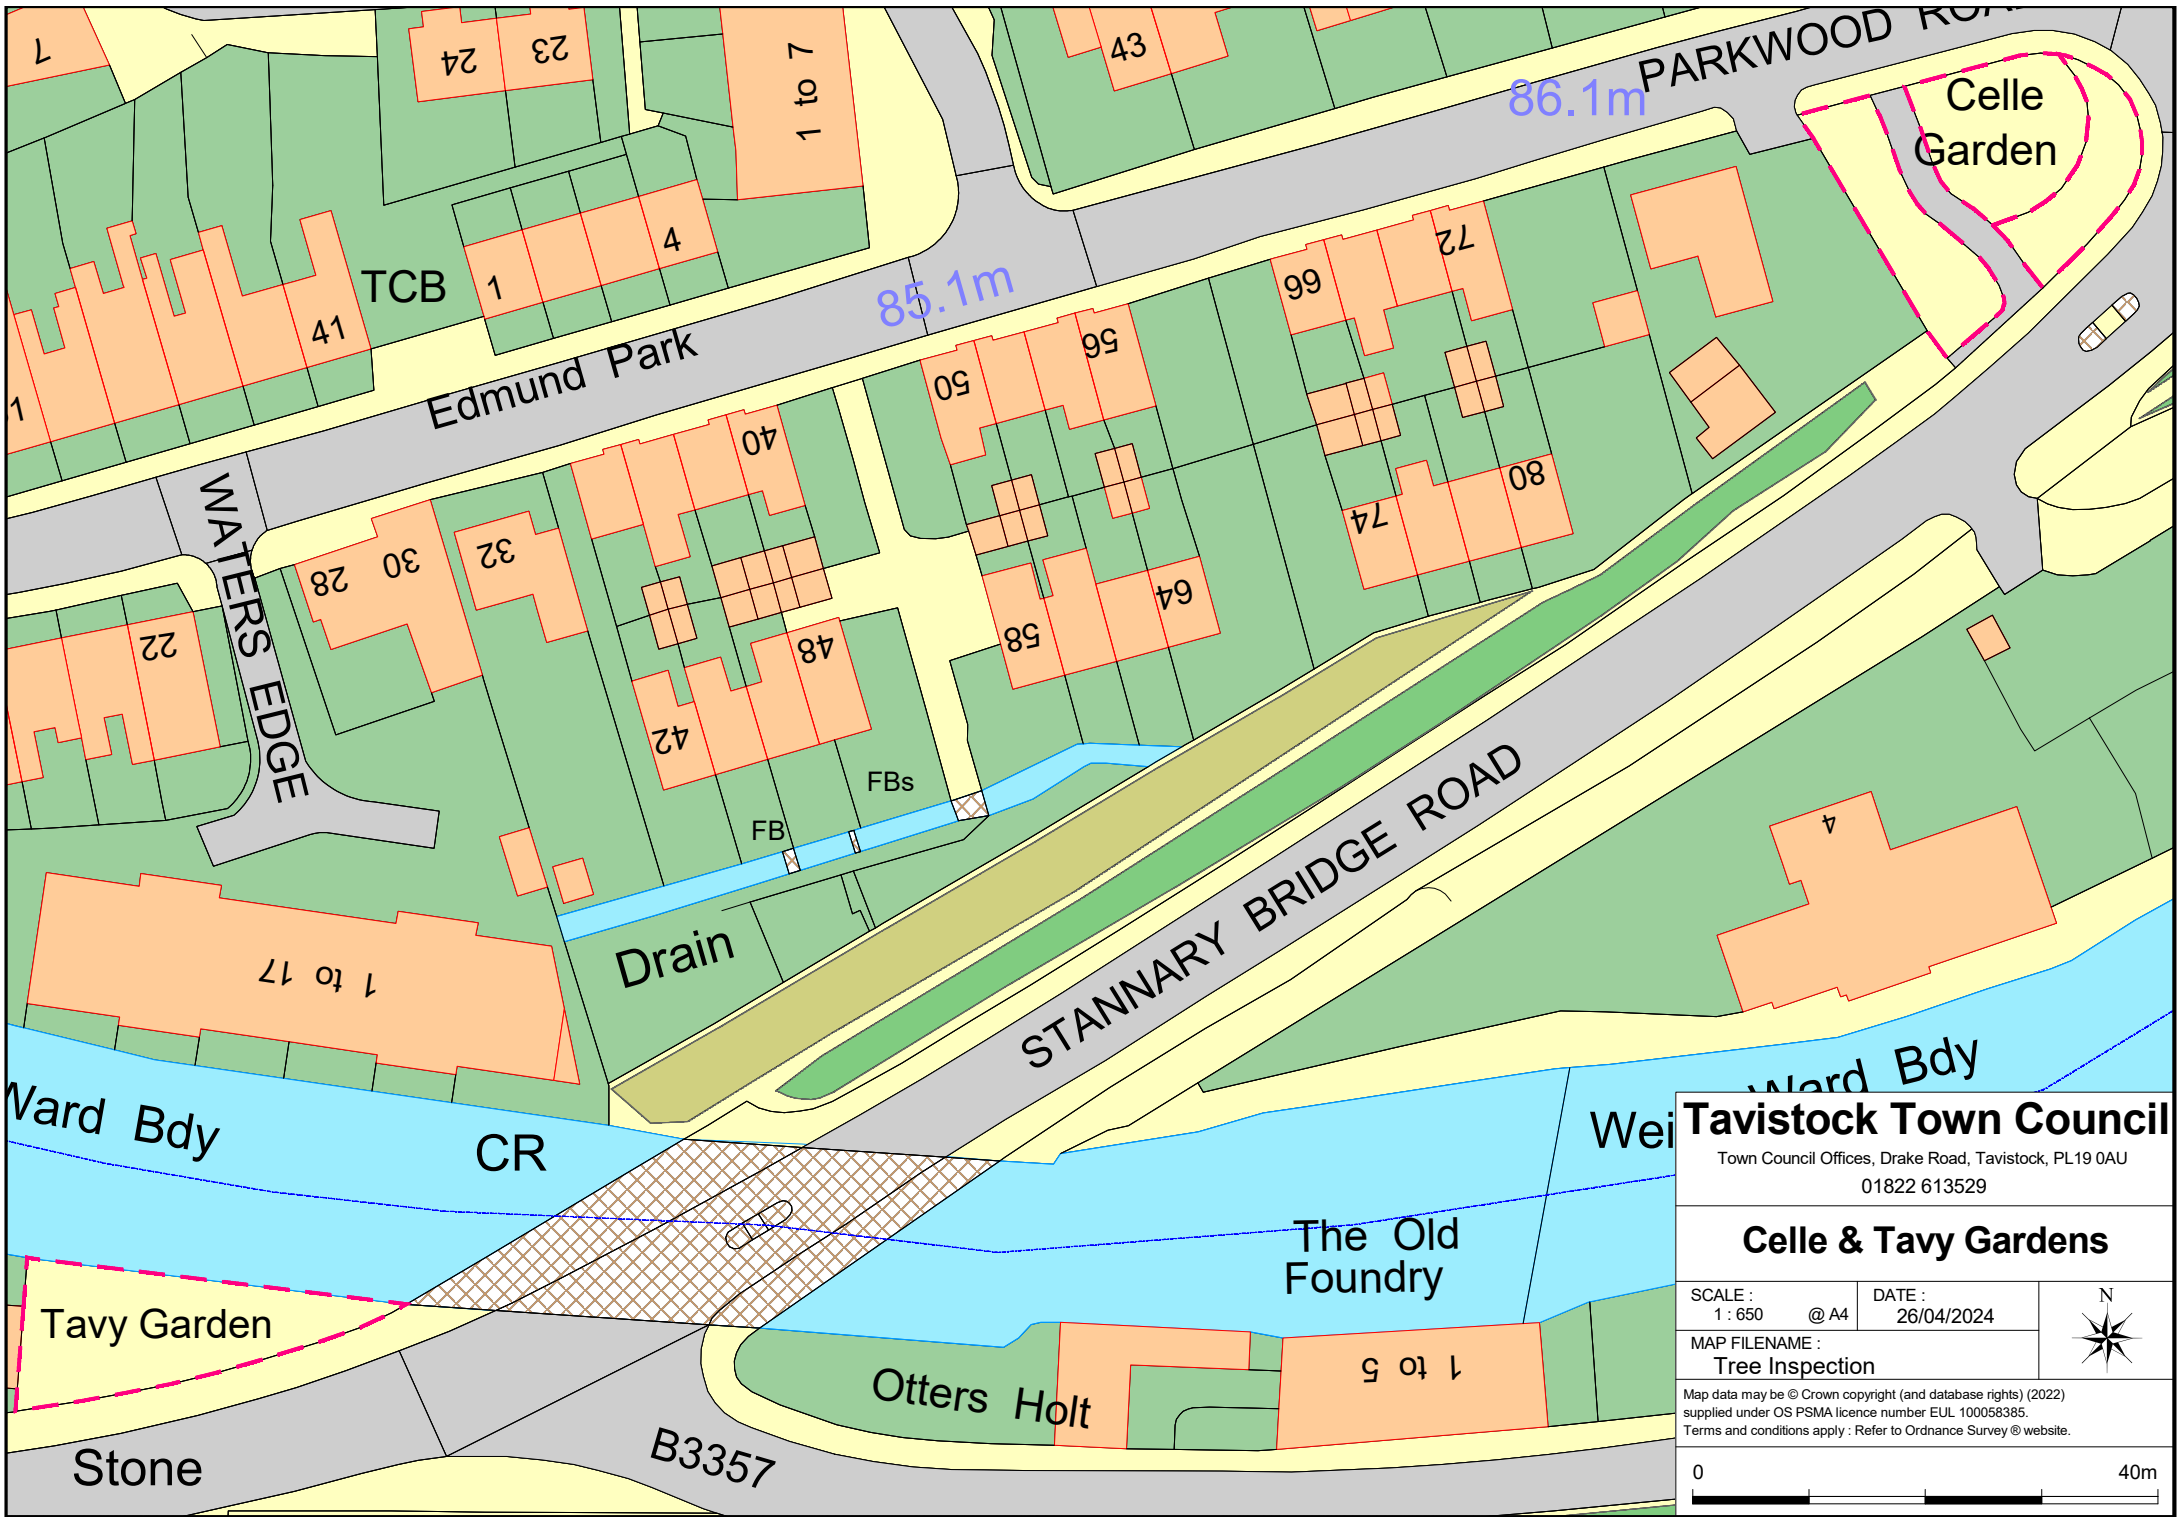 7
24
23
1 to 7
43
PARKWOOD ROA
86.1m
Celle
Garden
TCB
1
4
41
85.1m
66
72
Edmund Park
50
56
40
WATERS EDGE
28
30
32
22
74
80
58
64
42
48
FBs
FB
Drain
STANNARY BRIDGE ROAD
4
1 to 17
Ward Bdy
CR
Ward Bdy
Wei
The Old
Foundry
Tavy Garden
Otters Holt
1 to 5
Stone
B3357
Tavistock Town Council
Town Council Offices, Drake Road, Tavistock, PL19 0AU
01822 613529
Celle & Tavy Gardens
SCALE :
1 : 650 @ A4
DATE :
26/04/2024
N
MAP FILENAME :
Tree Inspection
Map data may be © Crown copyright (and database rights) (2022)
supplied under OS PSMA licence number EUL 100058385.
Terms and conditions apply : Refer to Ordnance Survey ® website.
0 40m